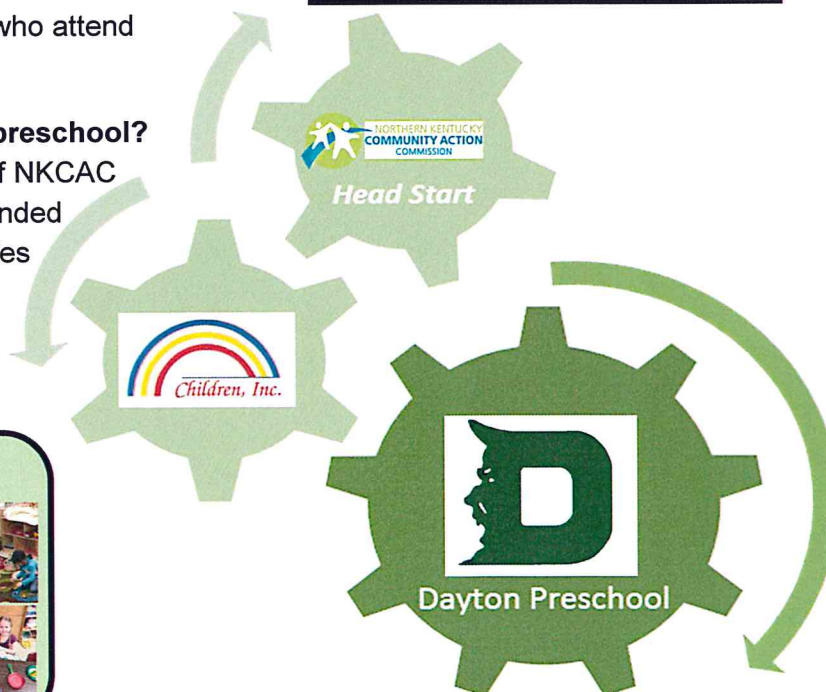 who attend
preschool?
f NKCAC
nded
es
NORTHERN KENTUCKY
COMMUNITY ACTION
COMMISSION
Head Start
Children, Inc.
D
Dayton Preschool